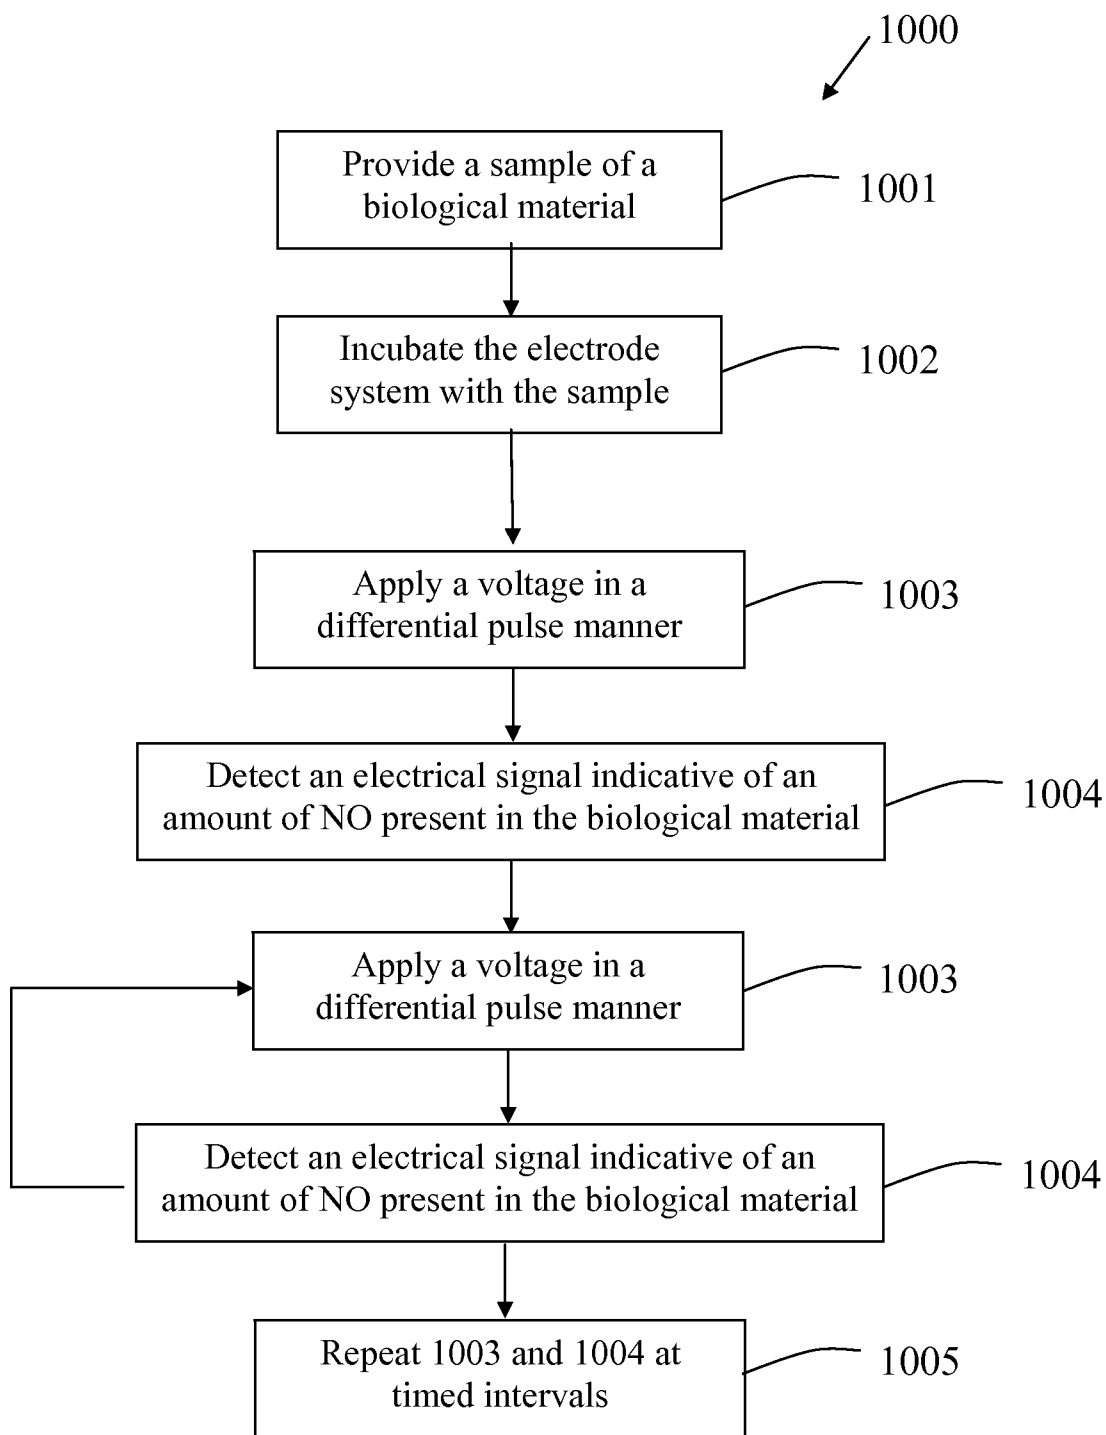 1000
Provide a sample of a
biological material
1001
Incubate the electrode
system with the sample
1002
Apply a voltage in a
differential pulse manner
1003
Detect an electrical signal indicative of an
amount of NO present in the biological material
1004
Apply a voltage in a
differential pulse manner
1003
Detect an electrical signal indicative of an
amount of NO present in the biological material
1004
Repeat 1003 and 1004 at
timed intervals
1005